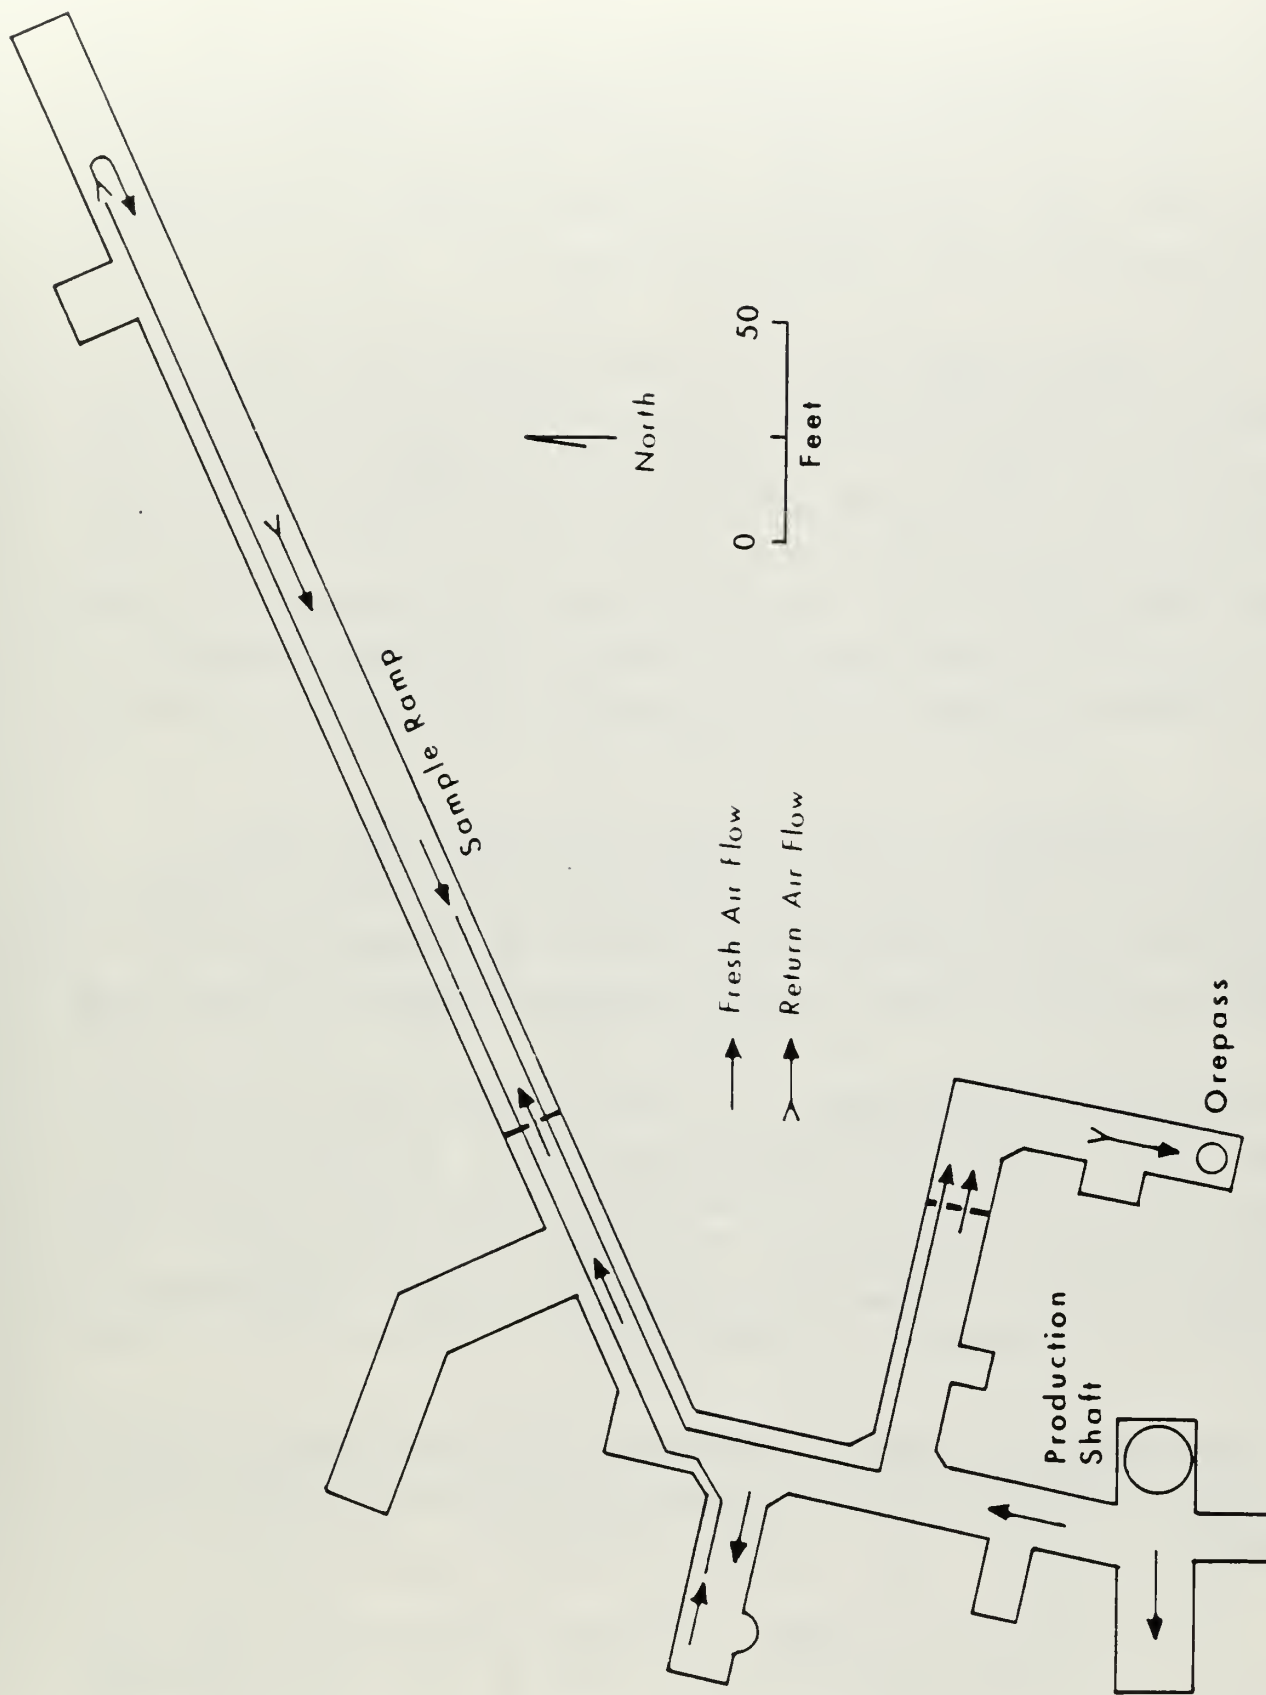 Sample Ramp
North
0 50
Feet
Fresh Air Flow
Return Air Flow
Production
Shaft
Orepass